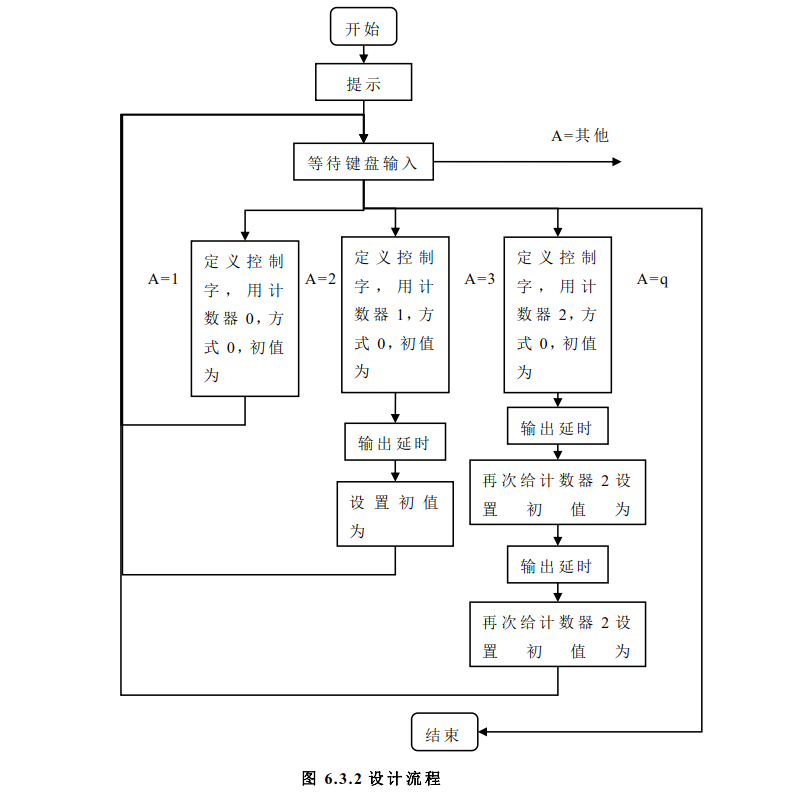 开始
提示
A=其他
等待键盘输入
A=1
定义控制
字，用计
数器 0，方
式 0，初值
为
A=2
定义控制
字，用计
数器 1，方
式 0，初值
为
A=3
定义控制
字，用计
数器 2，方
式 0，初值
为
A=q
输出延时
设置初值
为
输出延时
再次给计数器 2 设
置初值为
输出延时
再次给计数器 2 设
置初值为
结束
图 6.3.2 设计流程